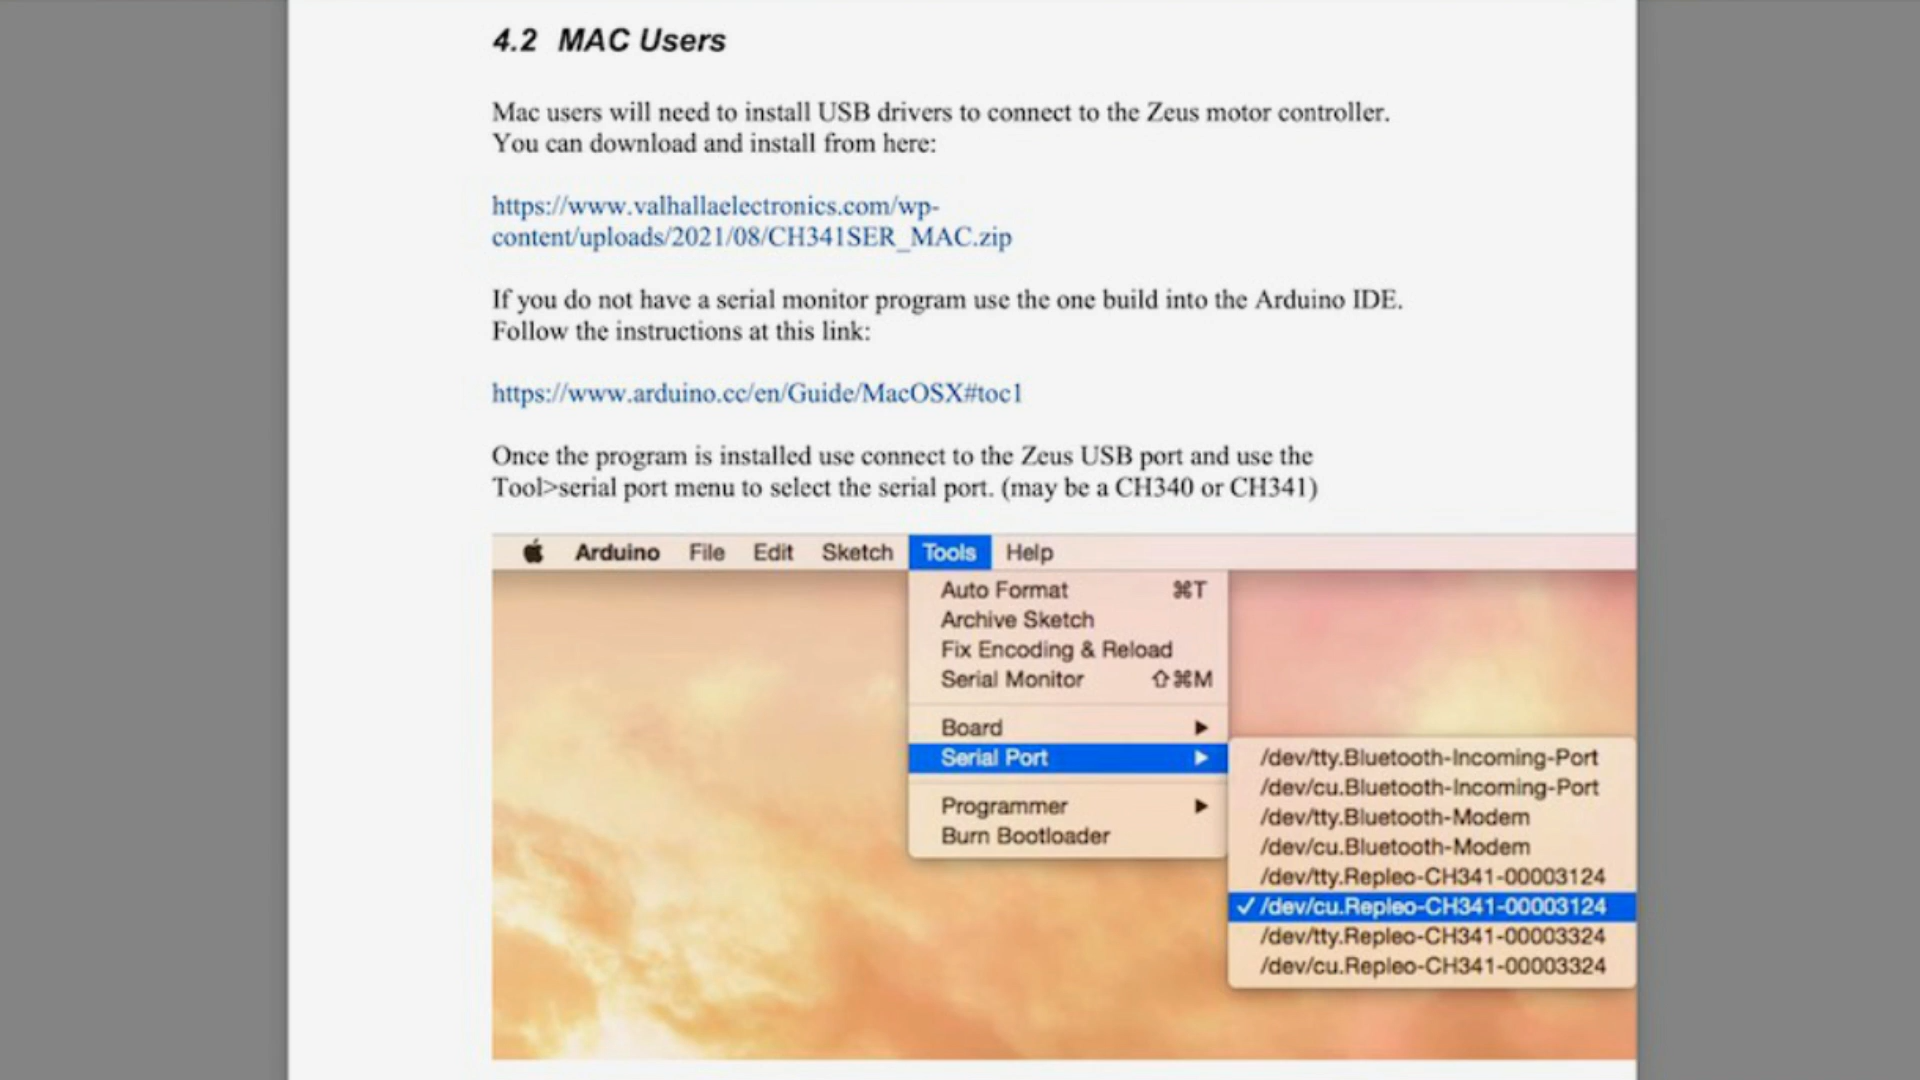 4.2 MAC Users
Mac users will need to install USB drivers to connect to the Zeus motor controller.
You can download and install from here:
https://www.valhallaelectronics.com/wp-
content/uploads/2021/08/CH341SER_MAC.zip
If you do not have a serial monitor program use the one build into the Arduino IDE.
Follow the instructions at this link:
https://www.arduino.cc/en/Guide/MacOSX#toc1
Once the program is installed use connect to the Zeus USB port and use the
Tool>serial port menu to select the serial port. (may be a CH340 or CH341)
Arduino File Edit Sketch Tools Help
Auto Format ⌘T
Archive Sketch
Fix Encoding & Reload
Serial Monitor ⇧⌘M
Board ▶
Serial Port ▶
Programmer ▶
Burn Bootloader
/dev/tty.Bluetooth-Incoming-Port
/dev/cu.Bluetooth-Incoming-Port
/dev/tty.Bluetooth-Modem
/dev/cu.Bluetooth-Modem
/dev/tty.Repleo-CH341-00003124
✓ /dev/cu.Repleo-CH341-00003124
/dev/tty.Repleo-CH341-00003324
/dev/cu.Repleo-CH341-00003324